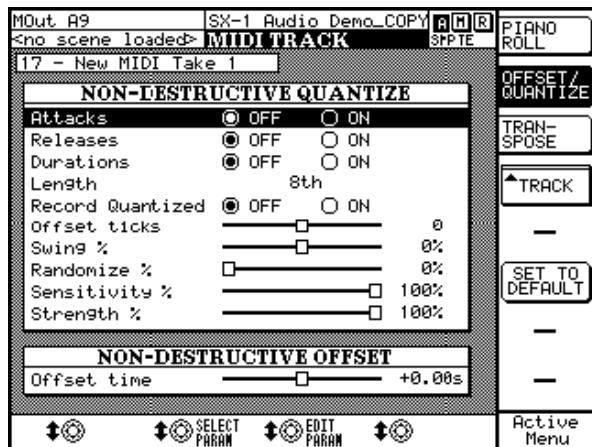 MOut A9 SX-1 Audio Demo_COPY A M R
<no scene loaded> MIDI TRACK SMPTE
17 - New MIDI Take 1
NON-DESTRUCTIVE QUANTIZE
Attacks OFF ON
Releases OFF ON
Durations OFF ON
Length 8th
Record Quantized OFF ON
Offset ticks 0
Swing % 0%
Randomize % 0%
Sensitivity % 100%
Strength % 100%
NON-DESTRUCTIVE OFFSET
Offset time +0.00s
SELECT
PARAM
EDIT
PARAM
PIANO
ROLL
OFFSET/
QUANTIZE
TRAN-
SPOSE
TRACK
SET TO
DEFAULT
Active
Menu